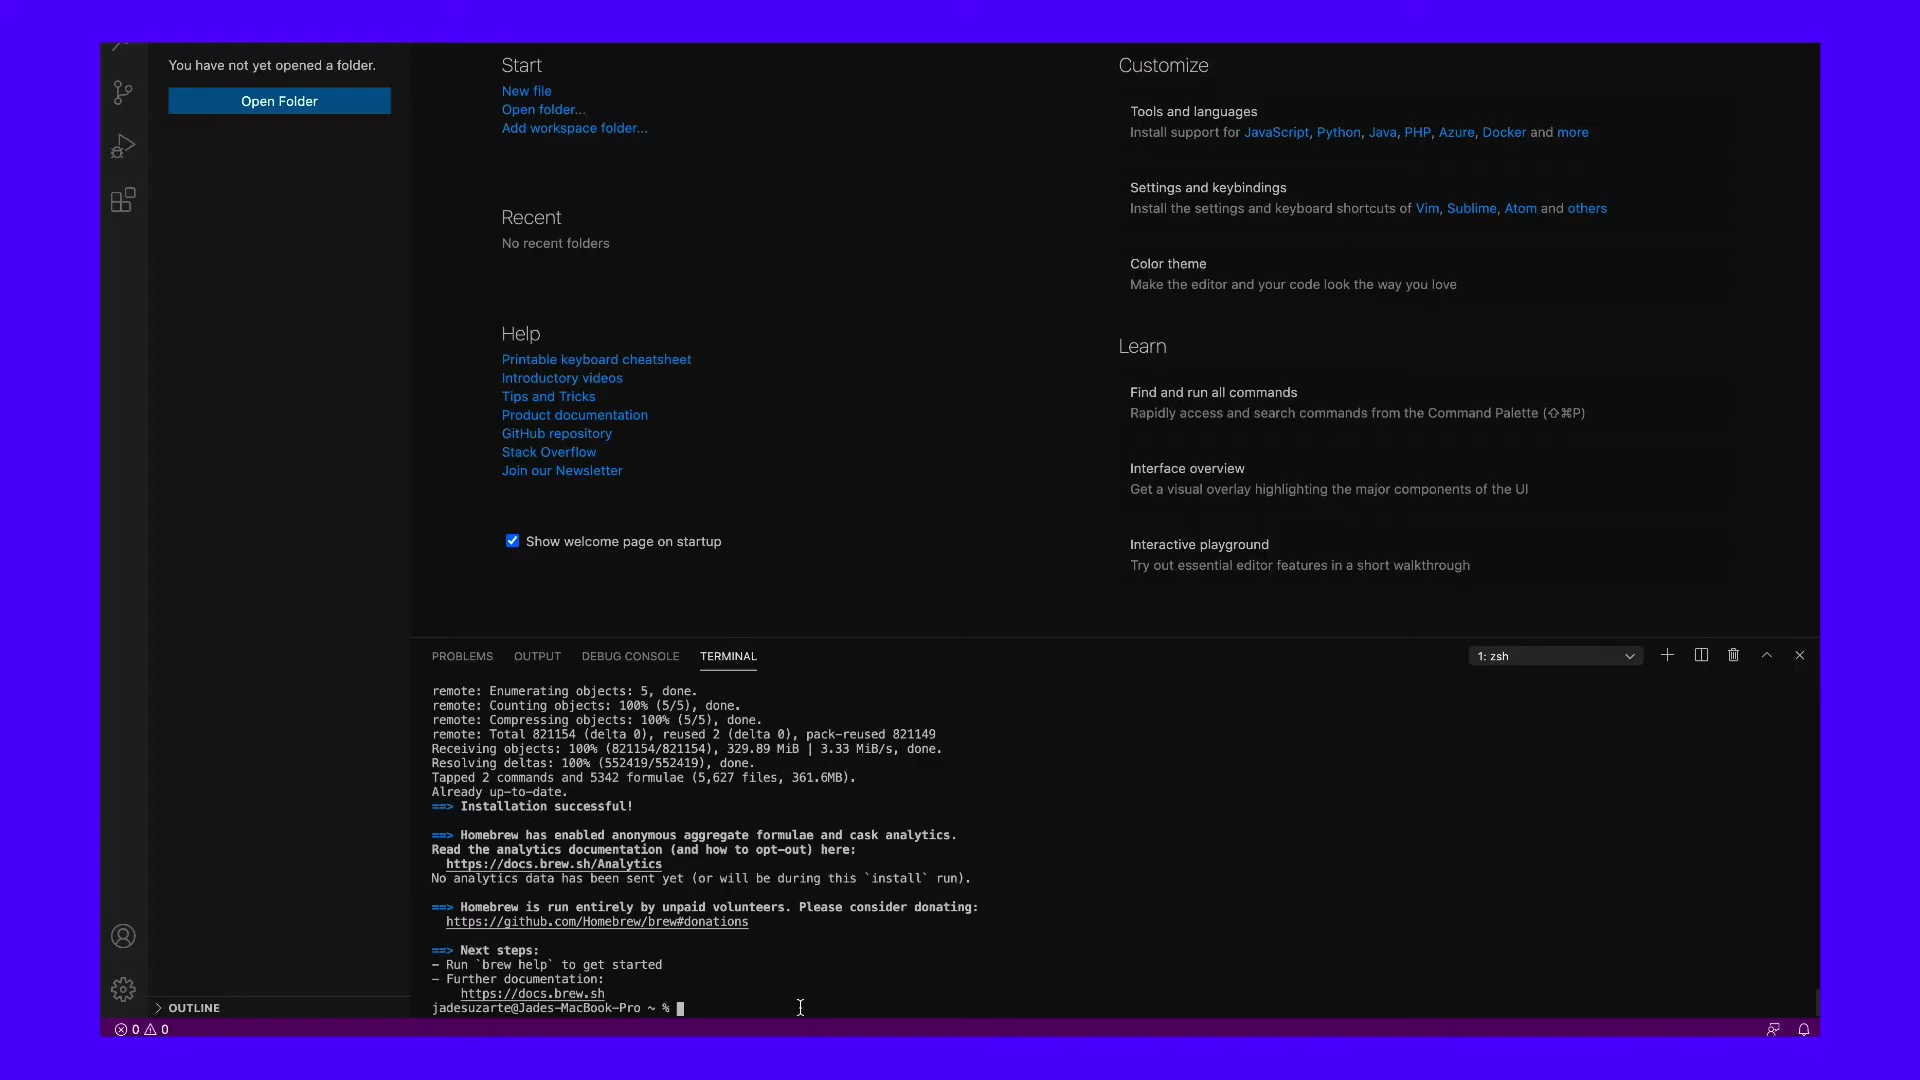 You have not yet opened a folder.
Open Folder
OUTLINE
Start
New file
Open folder...
Add workspace folder...
Recent
No recent folders
Help
Printable keyboard cheatsheet
Introductory videos
Tips and Tricks
Product documentation
GitHub repository
Stack Overflow
Join our Newsletter
Show welcome page on startup
Customize
Tools and languages
Install support for JavaScript, Python, Java, PHP, Azure, Docker and more
Settings and keybindings
Install the settings and keyboard shortcuts of Vim, Sublime, Atom and others
Color theme
Make the editor and your code look the way you love
Learn
Find and run all commands
Rapidly access and search commands from the Command Palette (⇧⌘P)
Interface overview
Get a visual overlay highlighting the major components of the UI
Interactive playground
Try out essential editor features in a short walkthrough
PROBLEMS OUTPUT DEBUG CONSOLE TERMINAL 1: zsh
remote: Enumerating objects: 5, done.
remote: Counting objects: 100% (5/5), done.
remote: Compressing objects: 100% (5/5), done.
remote: Total 821154 (delta 0), reused 2 (delta 0), pack-reused 821149
Receiving objects: 100% (821154/821154), 329.89 MiB | 3.33 MiB/s, done.
Resolving deltas: 100% (552419/552419), done.
Tapped 2 commands and 5342 formulae (5,627 files, 361.6MB).
Already up-to-date.
==> Installation successful!
==> Homebrew has enabled anonymous aggregate formulae and cask analytics.
Read the analytics documentation (and how to opt-out) here:
https://docs.brew.sh/Analytics
No analytics data has been sent yet (or will be during this `install` run).
==> Homebrew is run entirely by unpaid volunteers. Please consider donating:
https://github.com/Homebrew/brew#donations
==> Next steps:
- Run `brew help` to get started
- Further documentation:
https://docs.brew.sh
jadesuzarte@Jades-MacBook-Pro ~ %
0 0